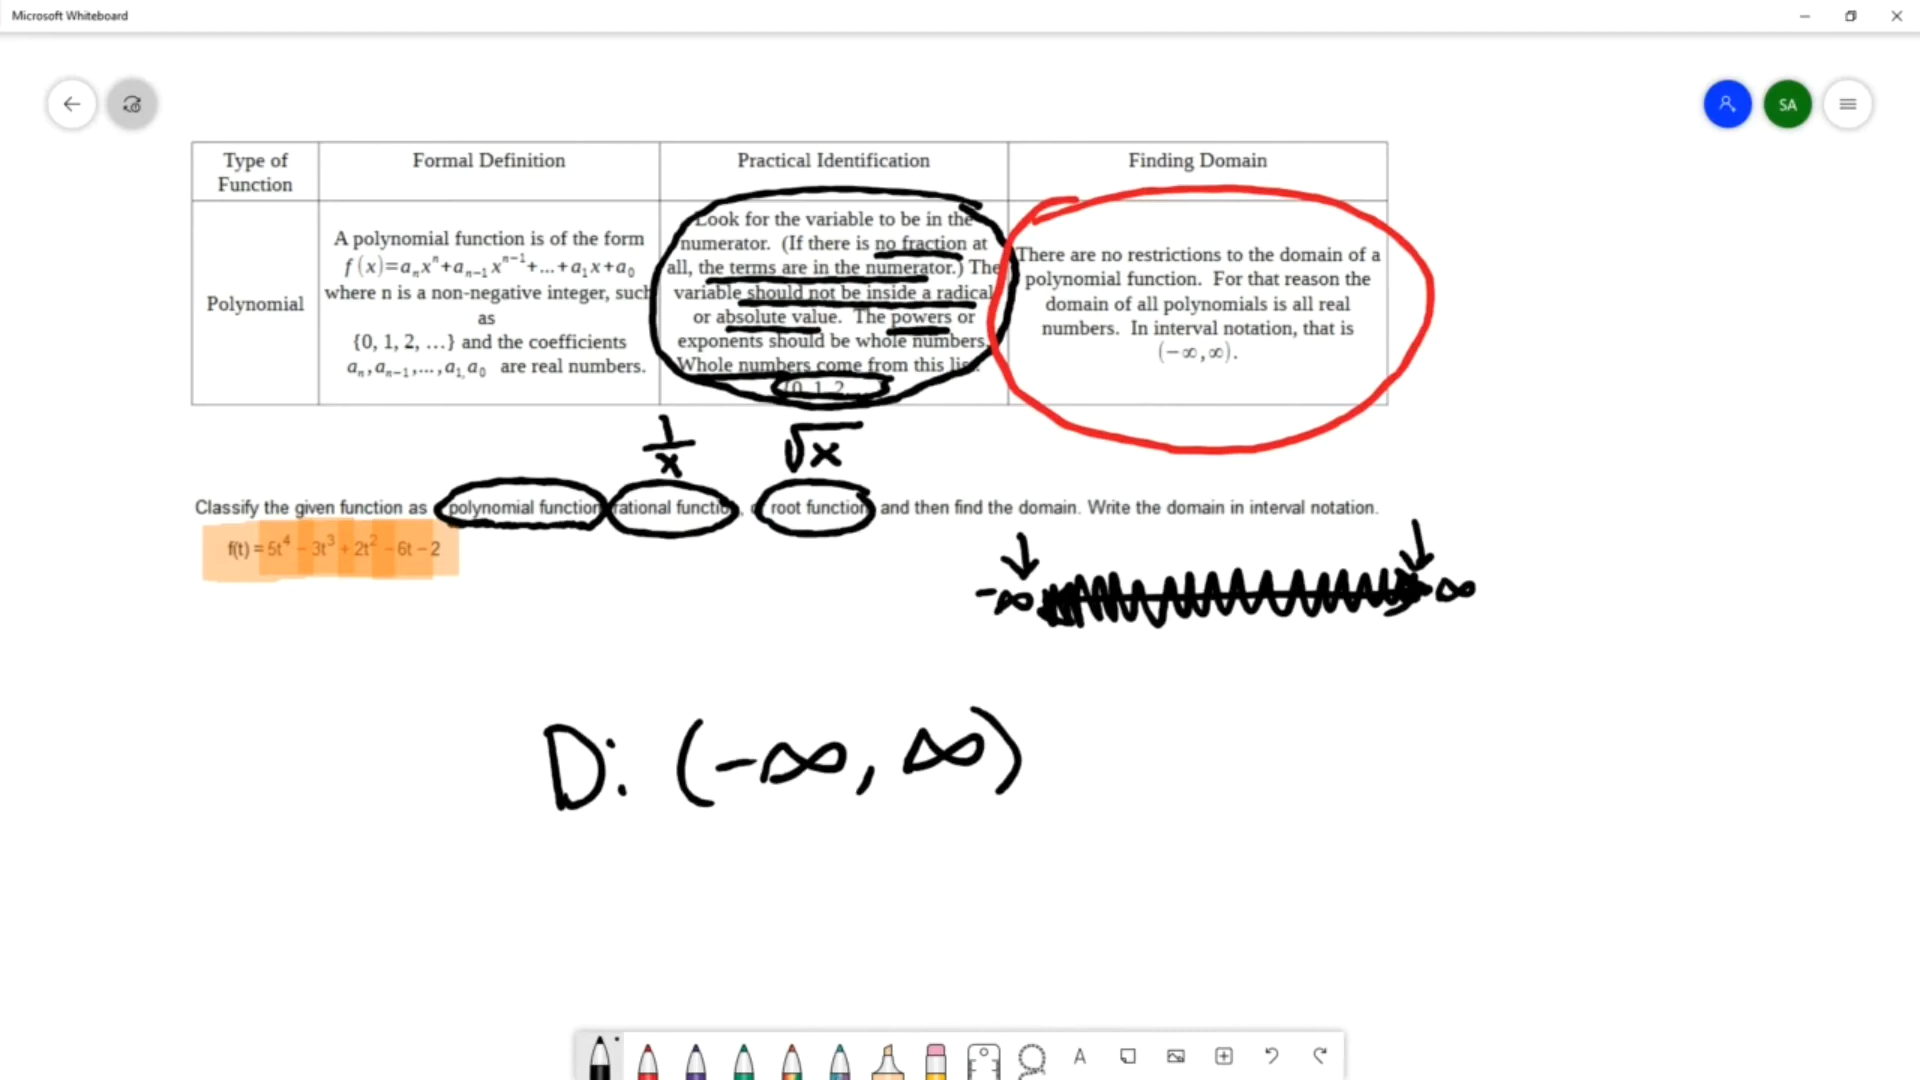 Microsoft Whiteboard
SA
Type of Function
Formal Definition
Practical Identification
Finding Domain
Polynomial
A polynomial function is of the form
f(x)=aₙxⁿ+aₙ₋₁xⁿ⁻¹+...+a₁x+a₀
where n is a non-negative integer, such
as
{0, 1, 2, …} and the coefficients
aₙ,aₙ₋₁,...,a₁,a₀ are real numbers.
Look for the variable to be in the
numerator. (If there is no fraction at
all, the terms are in the numerator.) The
variable should not be inside a radical
or absolute value. The powers or
exponents should be whole numbers.
Whole numbers come from this list.
0, 1, 2
There are no restrictions to the domain of a
polynomial function. For that reason the
domain of all polynomials is all real
numbers. In interval notation, that is
(−∞,∞).
1/x
√x
Classify the given function as polynomial function rational function, root function and then find the domain. Write the domain in interval notation.
f(t) = 5t⁴ − 3t³ + 2t² − 6t − 2
-∞ ∞
D: (-∞, ∞)
A